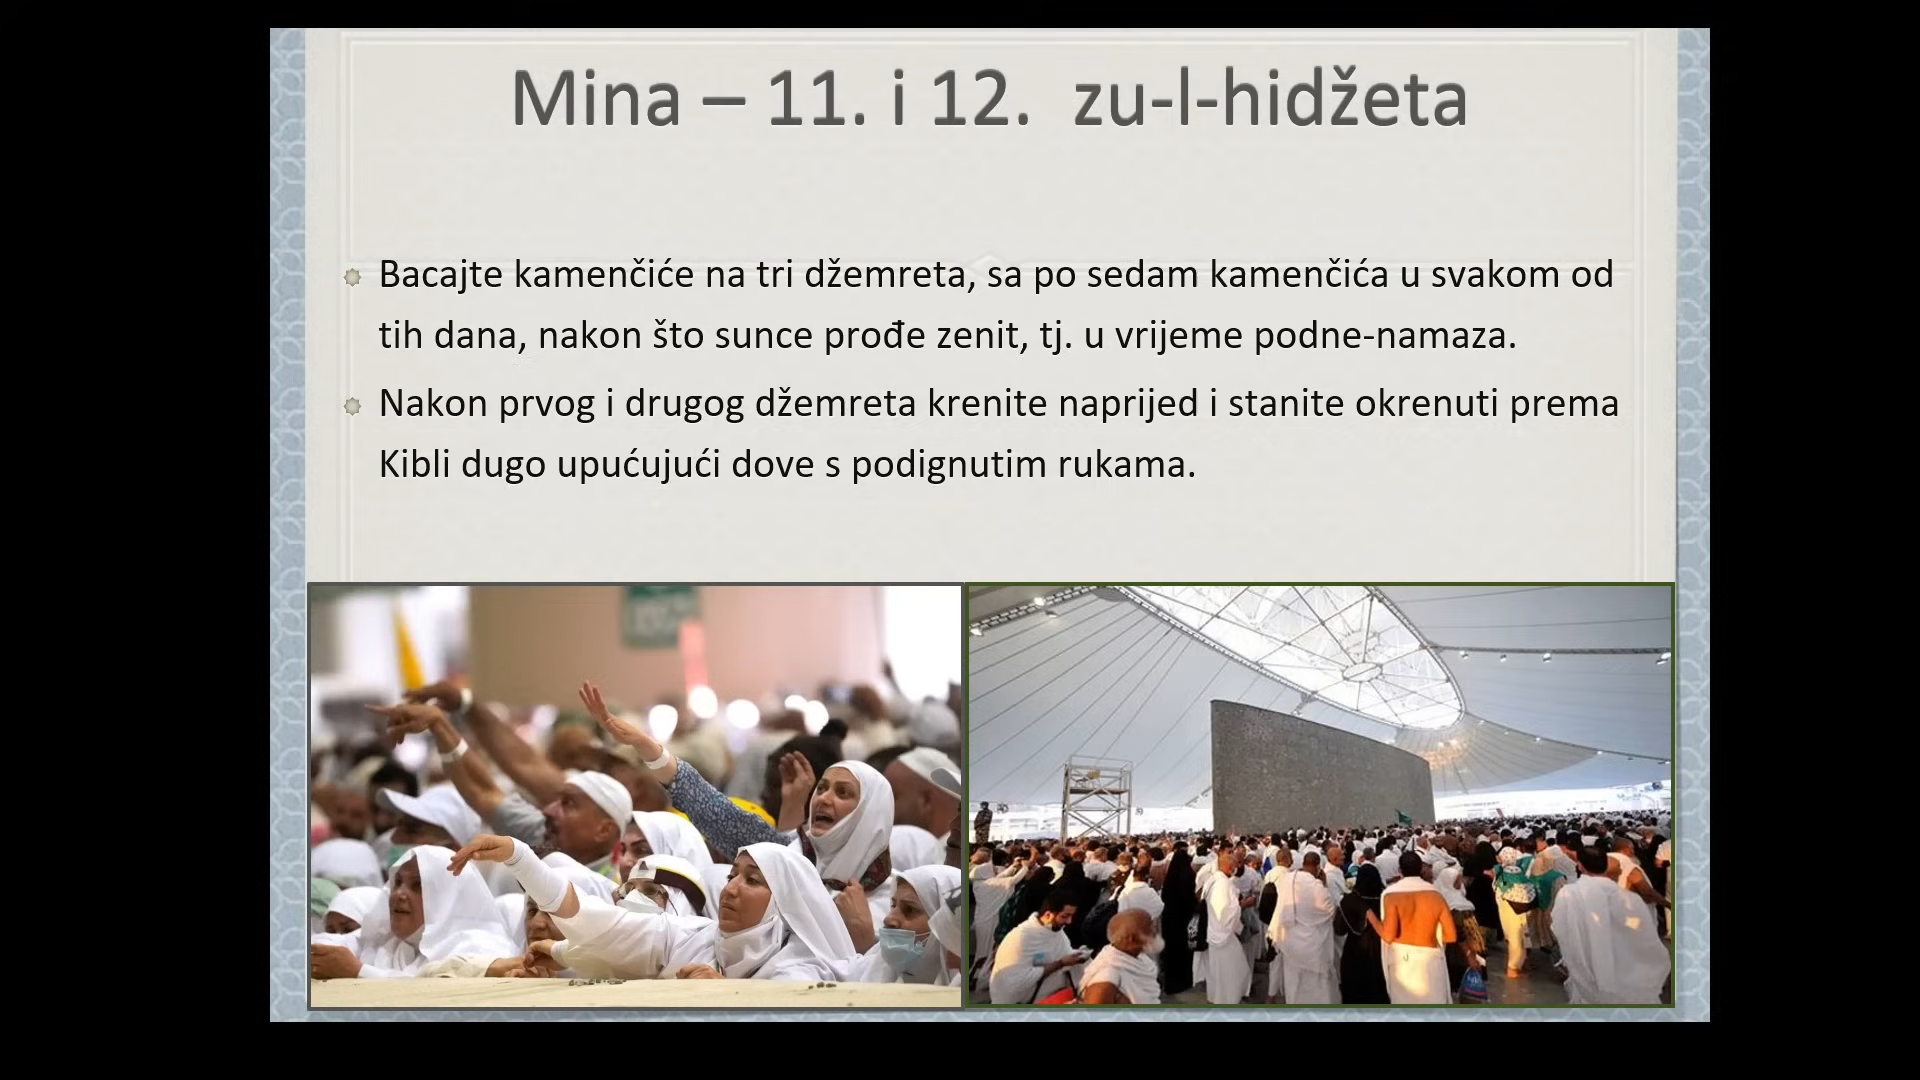 Mina – 11. i 12. zu-l-hidžeta
Bacajte kamenčiće na tri džemreta, sa po sedam kamenčića u svakom od
tih dana, nakon što sunce prođe zenit, tj. u vrijeme podne-namaza.
Nakon prvog i drugog džemreta krenite naprijed i stanite okrenuti prema
Kibli dugo upućujući dove s podignutim rukama.